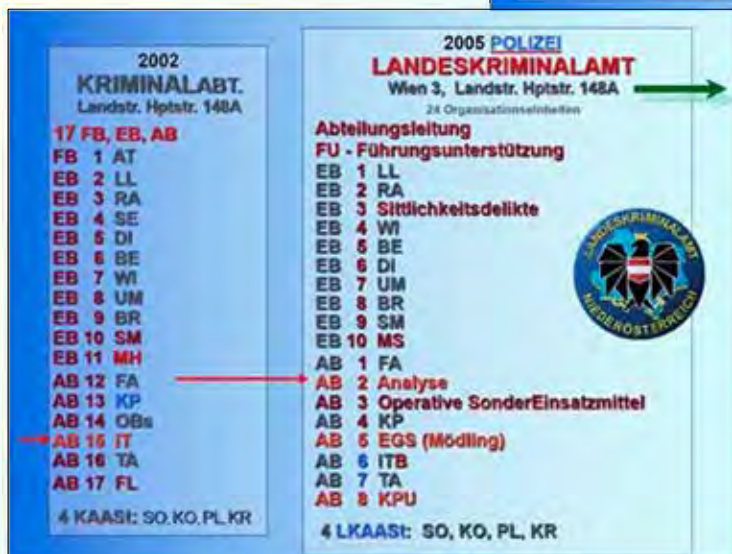 2002
KRIMINALABT.
Landstr. Hptstr. 148A
17 FB, EB, AB
FB 1 AT
EB 2 LL
EB 3 RA
EB 4 SE
EB 5 DI
EB 6 BE
EB 7 WI
EB 8 UM
EB 9 BR
EB 10 SM
EB 11 MH
AB 12 FA
AB 13 KP
AB 14 OBs
AB 15 IT
AB 16 TA
AB 17 FL
4 KAASt: SO, KO, PL, KR
2005 POLIZEI
LANDESKRIMINALAMT
Wien 3, Landstr. Hptstr. 148A
24 Organisationseinheiten
Abteilungsleitung
FU - Führungsunterstützung
EB 1 LL
EB 2 RA
EB 3 Sittlichkeitsdelikte
EB 4 WI
EB 5 BE
EB 6 DI
EB 7 UM
EB 8 BR
EB 9 SM
EB 10 MS
AB 1 FA
AB 2 Analyse
AB 3 Operative SonderEinsatzmittel
AB 4 KP
AB 5 EGS (Mödling)
AB 6 ITB
AB 7 TA
AB 8 KPU
4 LKAASt: SO, KO, PL, KR
LANDESKRIMINALAMT
NIEDERÖSTERREICH